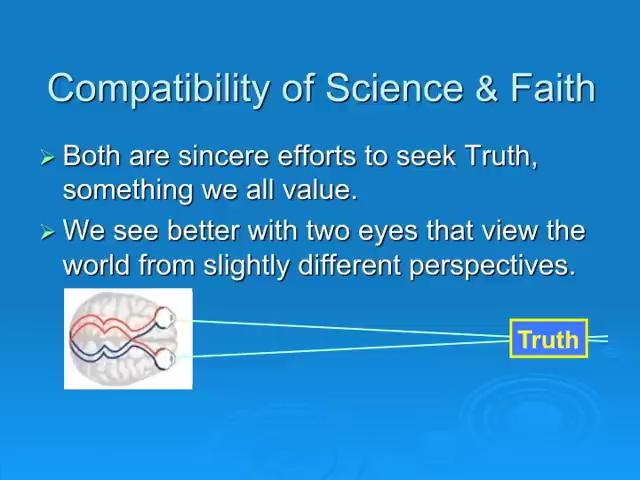 Compatibility of Science & Faith
Both are sincere efforts to seek Truth,
something we all value.
We see better with two eyes that view the
world from slightly different perspectives.
Truth